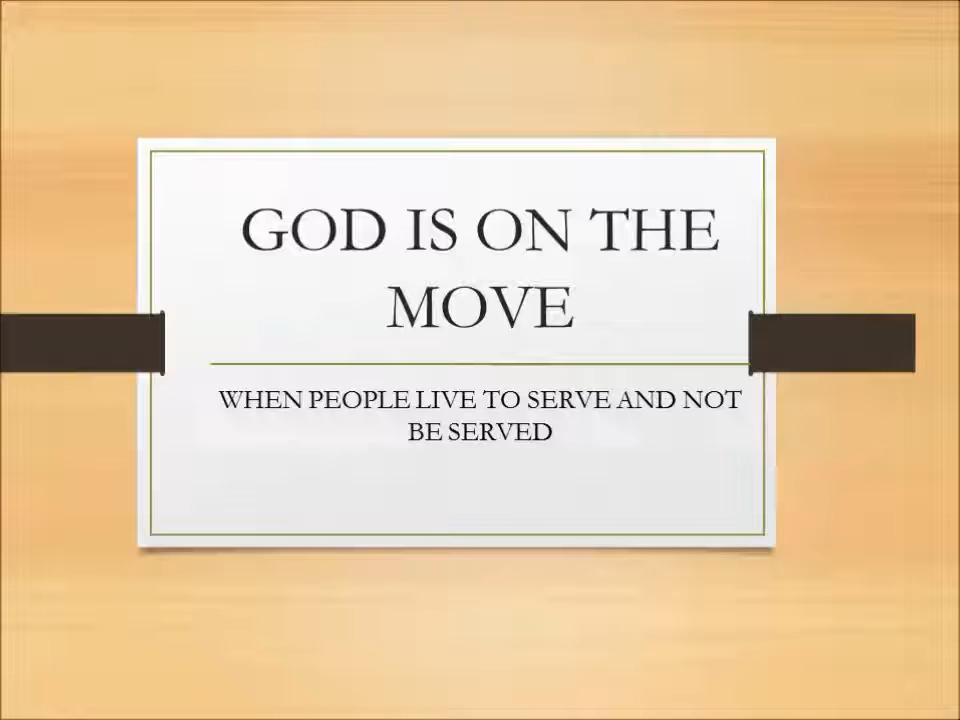 GOD IS ON THE
MOVE
WHEN PEOPLE LIVE TO SERVE AND NOT
BE SERVED